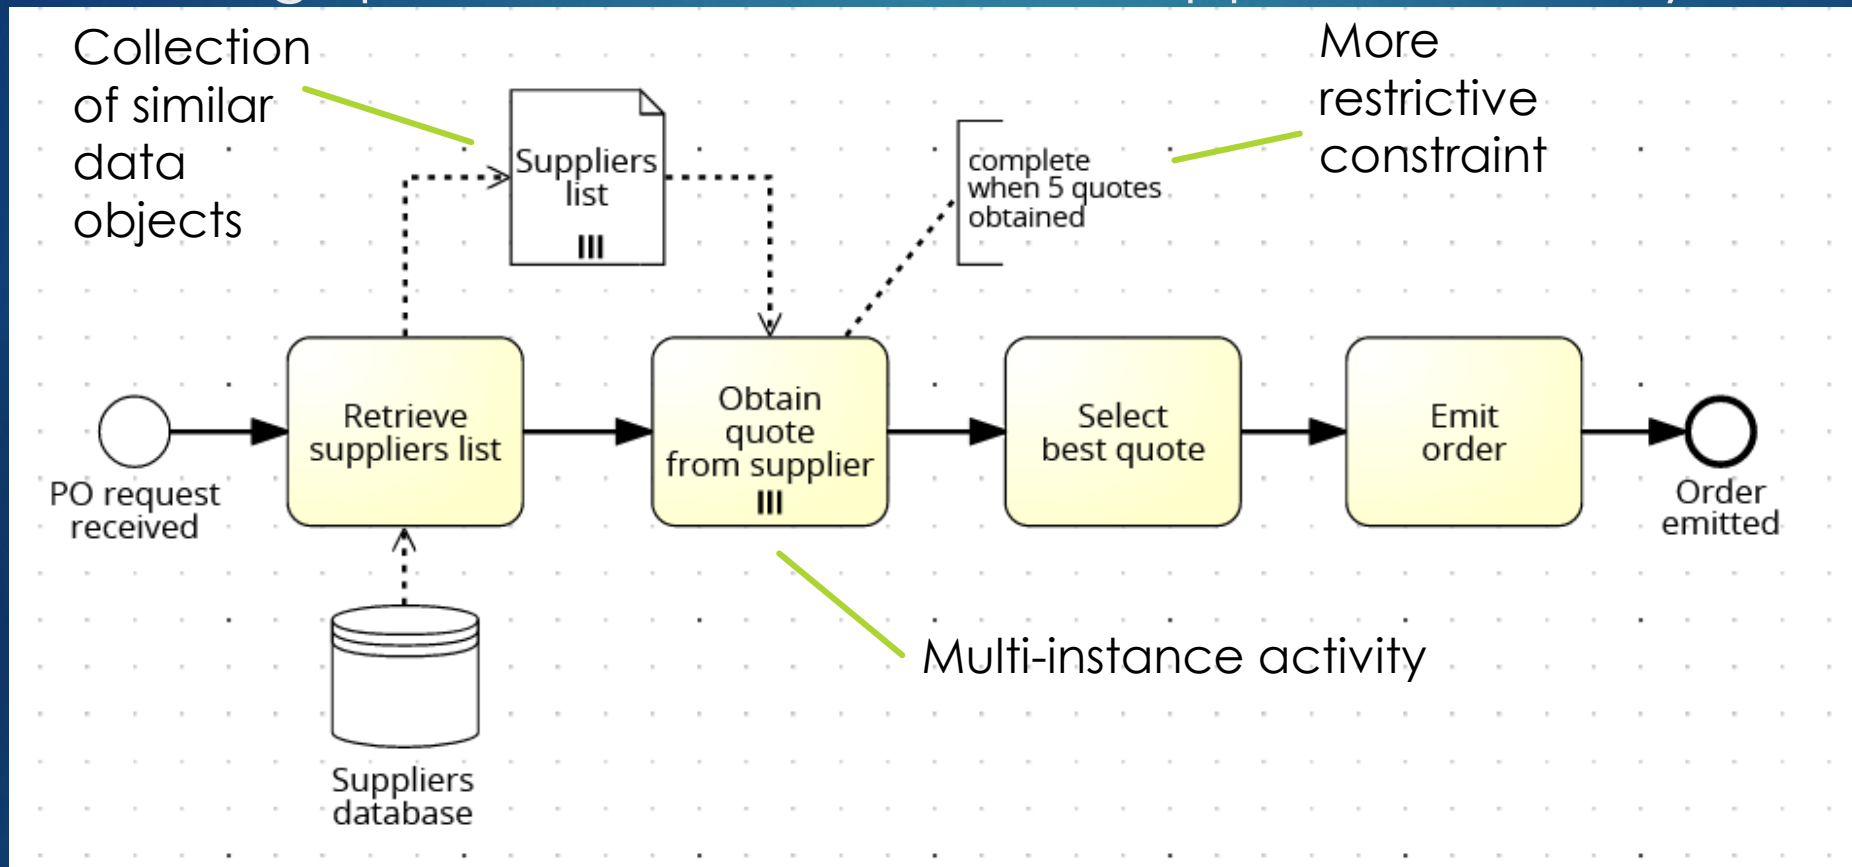 Collection
of similar
data
objects
More
restrictive
constraint
Suppliers
list
complete
when 5 quotes
obtained
PO request
received
Retrieve
suppliers list
Obtain
quote
from supplier
Select
best quote
Emit
order
Order
emitted
Multi-instance activity
Suppliers
database